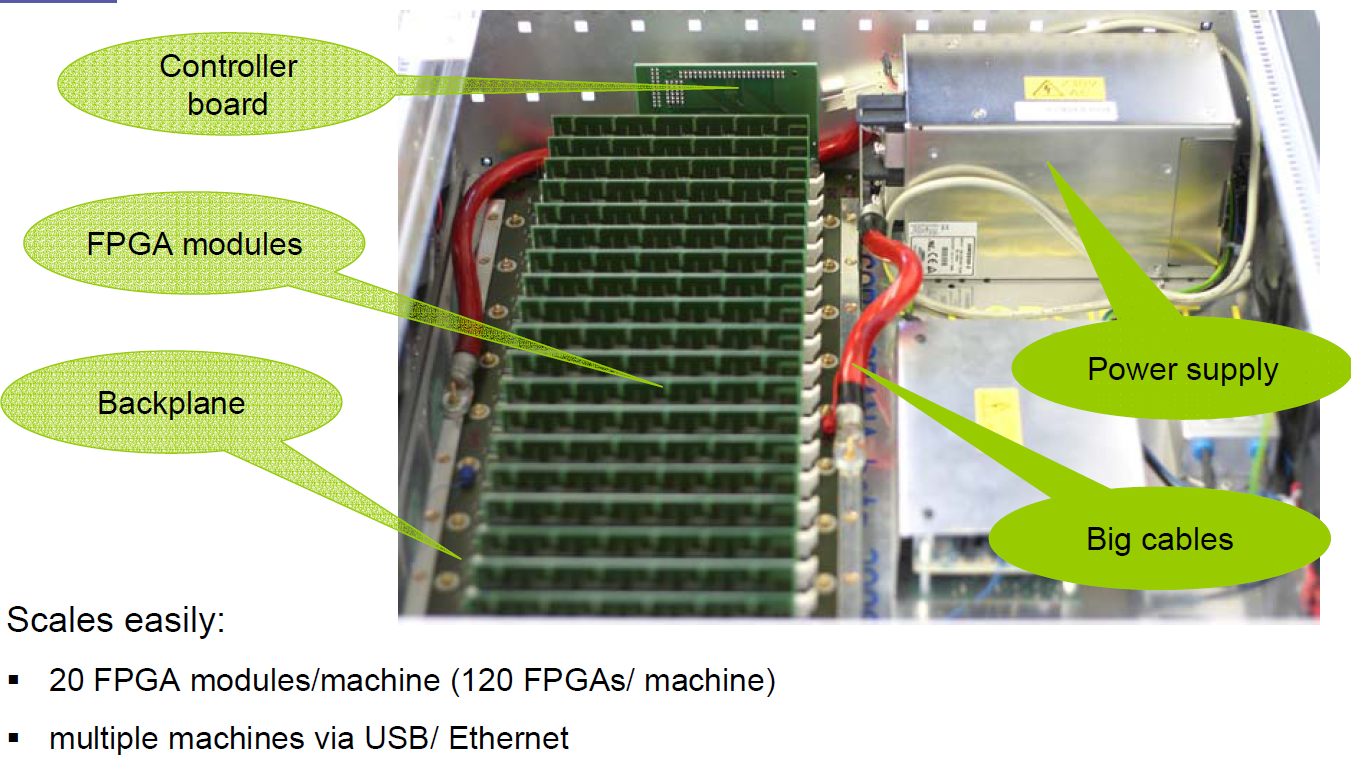 Controller
board
FPGA modules
Backplane
Power supply
Big cables
Scales easily:
▪ 20 FPGA modules/machine (120 FPGAs/ machine)
▪ multiple machines via USB/ Ethernet